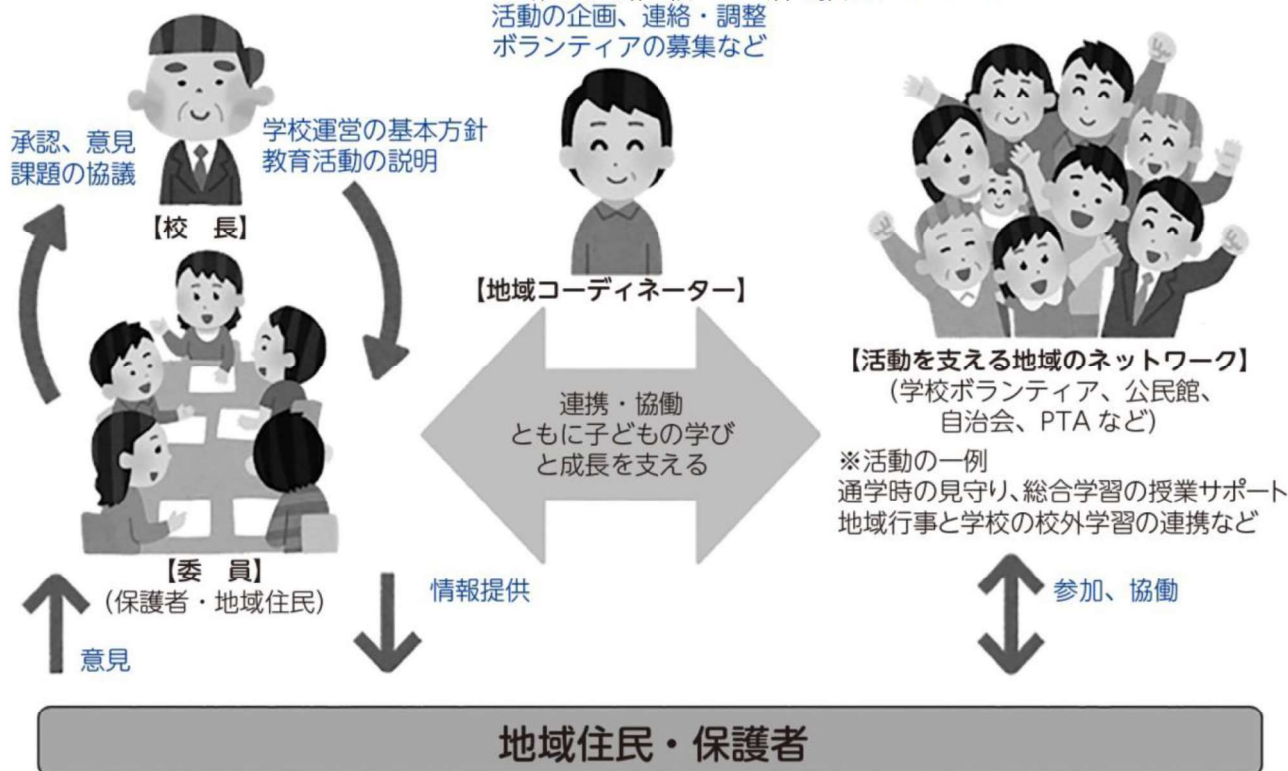 活動の企画、連絡・調整
ボランティアの募集など
承認、意見
課題の協議
学校運営の基本方針
教育活動の説明
【校　長】
【地域コーディネーター】
連携・協働
ともに子どもの学び
と成長を支える
【活動を支える地域のネットワーク】
(学校ボランティア、公民館、
自治会、PTA など)
※活動の一例
通学時の見守り、総合学習の授業サポート
地域行事と学校の校外学習の連携など
【委　員】
(保護者・地域住民)
意見
情報提供
参加、協働
地域住民・保護者